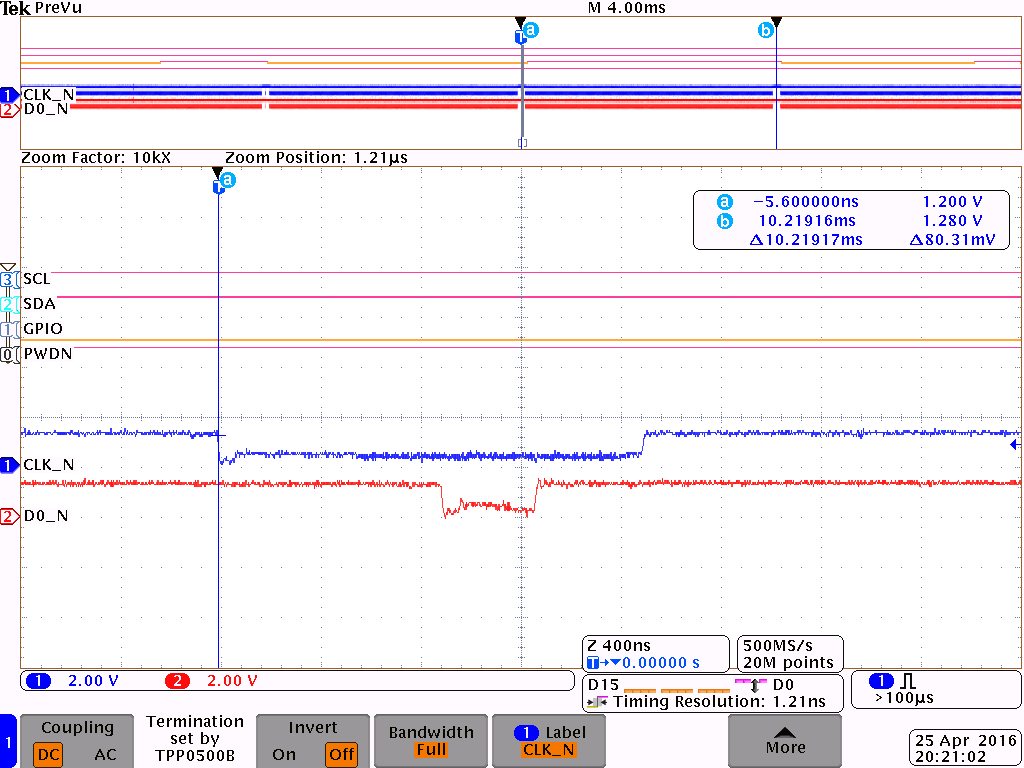 Tek PreVu M 4.00ms
a b
T
1 CLK_N
2 D0_N
Zoom Factor: 10kX Zoom Position: 1.21µs
a
T
a −5.600000ns 1.200 V
b 10.21916ms 1.280 V
Δ10.21917ms Δ80.31mV
3 SCL
2 SDA
1 GPIO
0 PWDN
1 CLK_N
2 D0_N
Z 400ns 500MS/s
T→▼0.00000 s 20M points
1 2.00 V 2 2.00 V
D15 D0
Timing Resolution: 1.21ns
1
>100µs
1
Coupling
DC AC
Termination
set by
TPP0500B
Invert
On Off
Bandwidth
Full
1 Label
CLK_N
More
25 Apr 2016
20:21:02